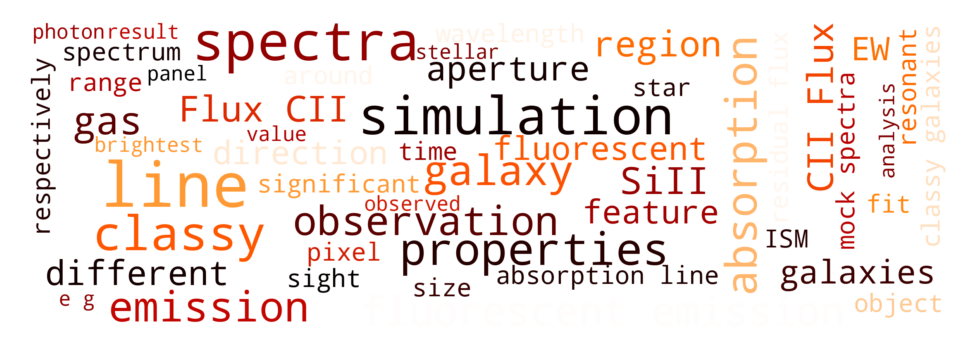 photon result
spectrum
spectra
stellar
wavelength
region
EW
range
panel
around
aperture
star
respectively
gas
Flux CII
simulation
value
brightest
direction
time
fluorescent
absorption
residual flux
CII Flux
mock spectra
analysis
resonant
classy galaxies
line
significant
galaxy
SiII
observed
feature
fit
classy
observation
pixel
properties
ISM
different
sight
size
absorption line
galaxies
e g
emission
fluorescent emission
object